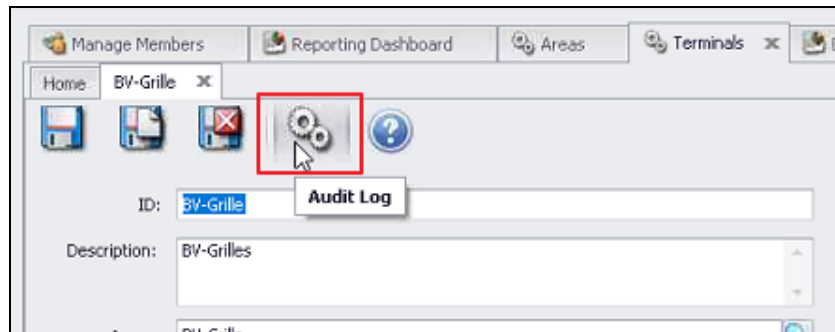 Manage Members Reporting Dashboard Areas Terminals
Home BV-Grille
Audit Log
ID: BV-Grille
Description: BV-Grilles